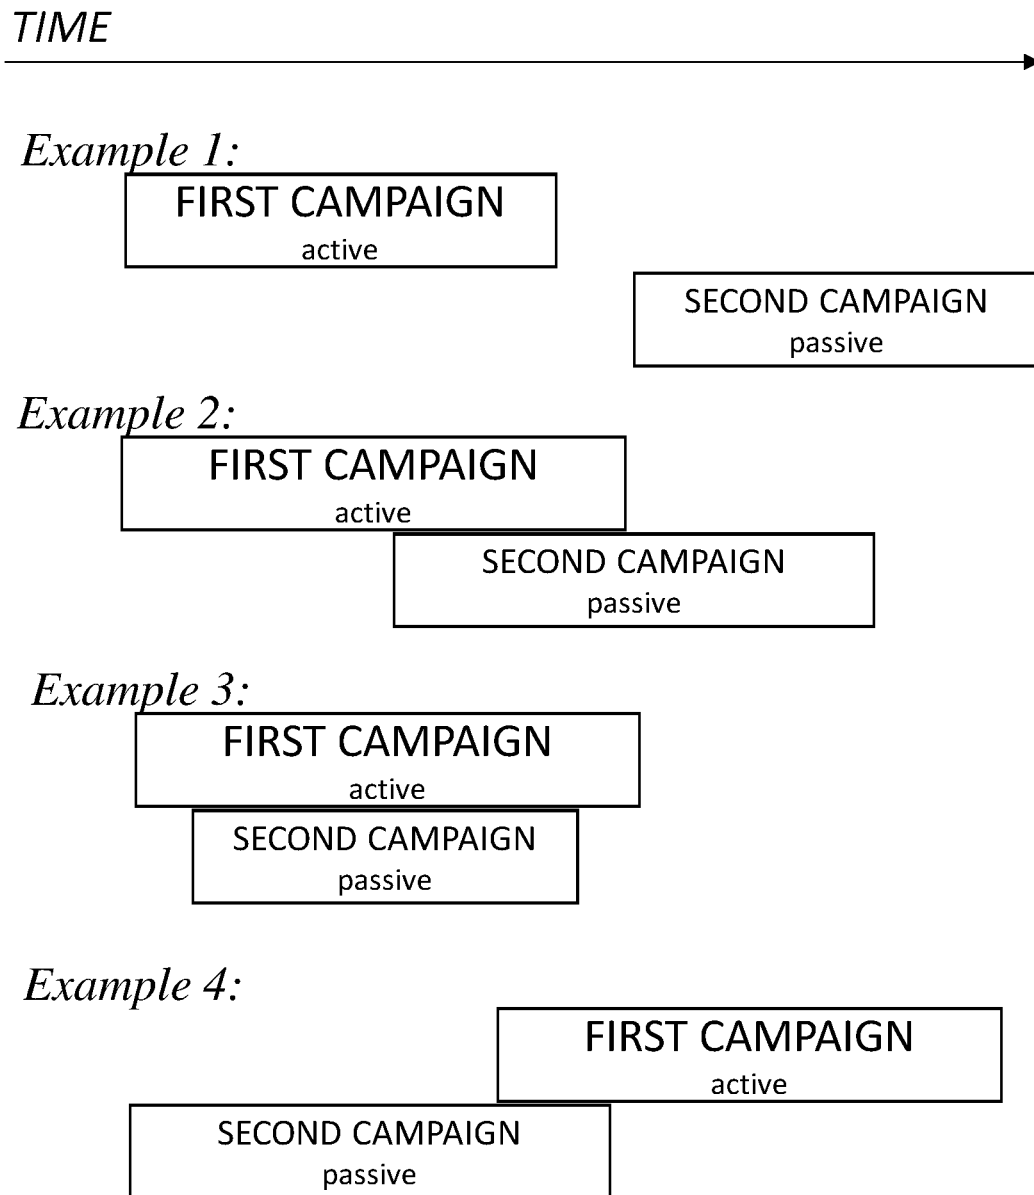 TIME
Example 1:
FIRST CAMPAIGN
active
SECOND CAMPAIGN
passive
Example 2:
FIRST CAMPAIGN
active
SECOND CAMPAIGN
passive
Example 3:
FIRST CAMPAIGN
active
SECOND CAMPAIGN
passive
Example 4:
FIRST CAMPAIGN
active
SECOND CAMPAIGN
passive